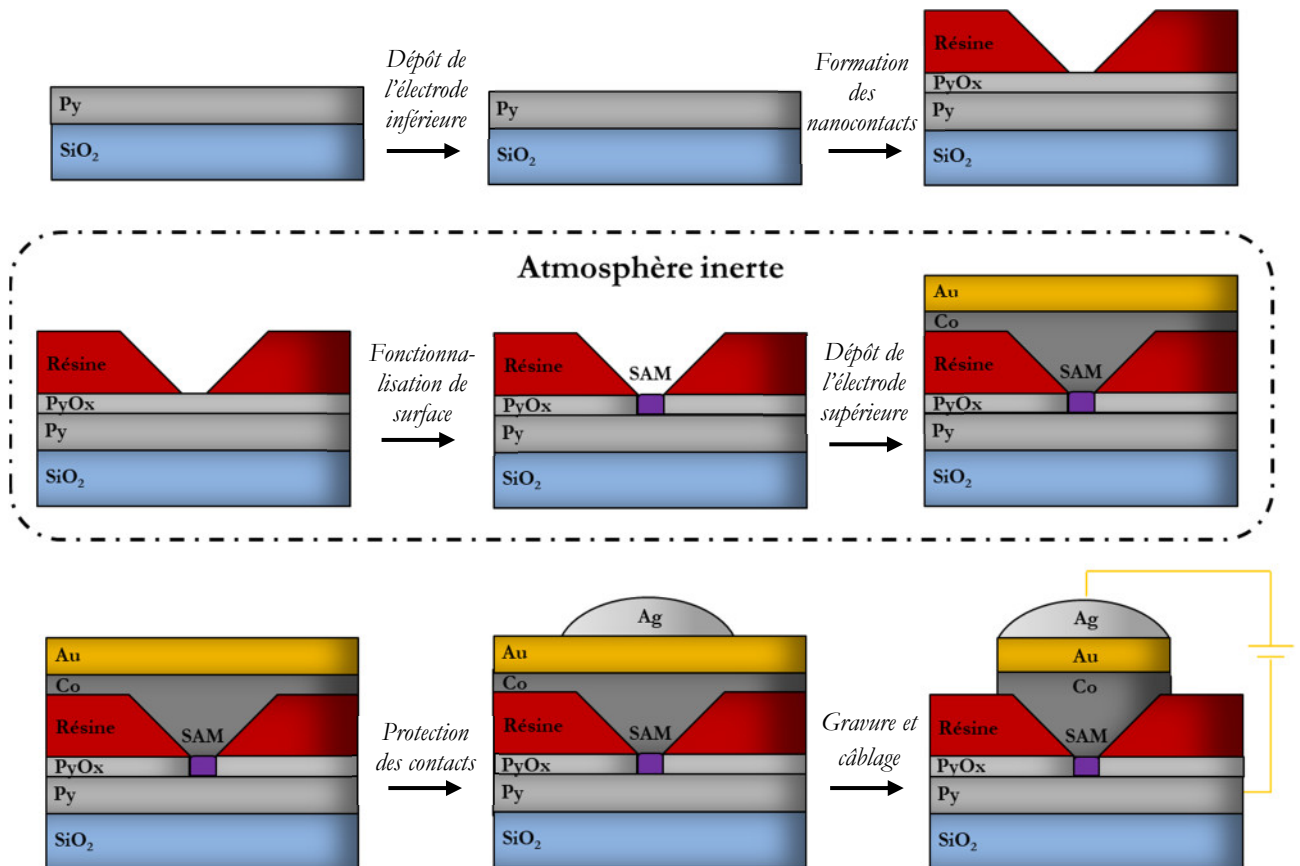 Py
SiO₂
Dépôt de
l'électrode
inférieure
Py
SiO₂
Formation
des
nanocontacts
Résine
PyOx
Py
SiO₂
Atmosphère inerte
Résine
PyOx
Py
SiO₂
Fonctionna-
lisation de
surface
Résine
SAM
PyOx
Py
SiO₂
Dépôt de
l'électrode
supérieure
Au
Co
Résine
SAM
PyOx
Py
SiO₂
Au
Co
Résine
SAM
PyOx
Py
SiO₂
Protection
des contacts
Ag
Au
Co
Résine
SAM
PyOx
Py
SiO₂
Gravure et
câblage
Ag
Au
Co
Résine
SAM
PyOx
Py
SiO₂